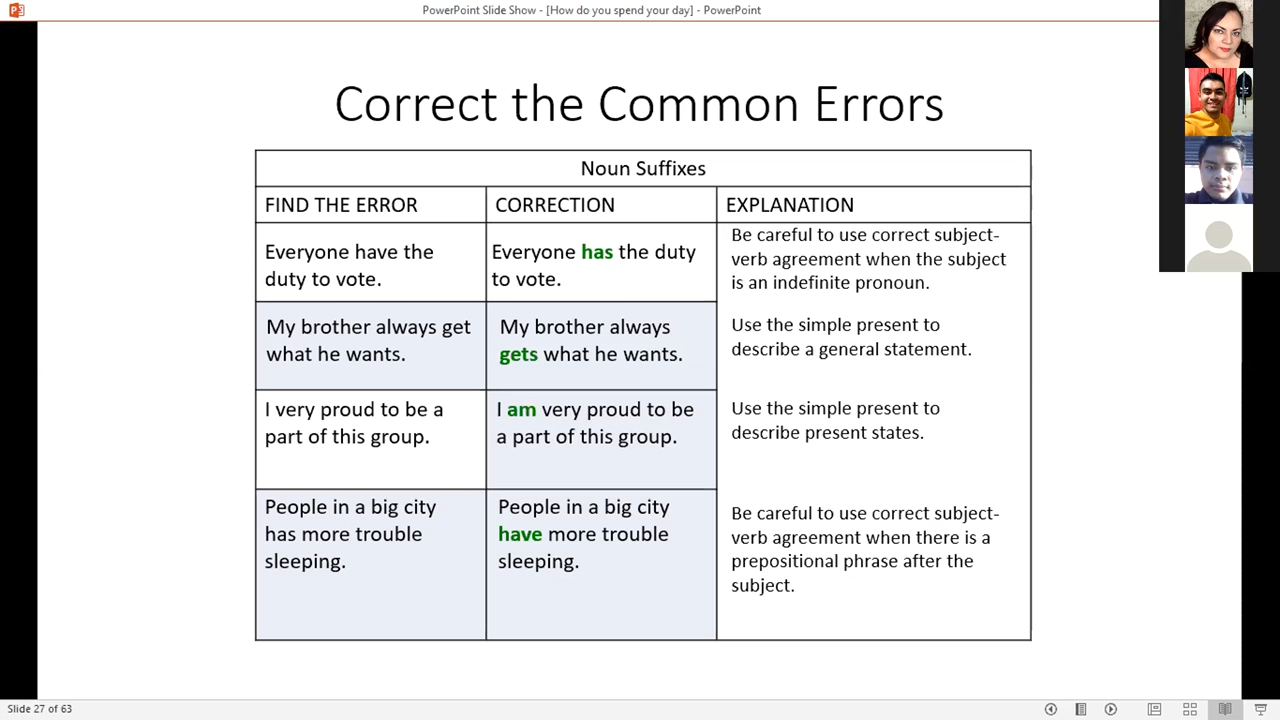 PowerPoint Slide Show - [How do you spend your day] - PowerPoint
Correct the Common Errors
Noun Suffixes
FIND THE ERROR
CORRECTION
EXPLANATION
Everyone have the
duty to vote.
Everyone has the duty
to vote.
Be careful to use correct subject-
verb agreement when the subject
is an indefinite pronoun.
My brother always get
what he wants.
My brother always
gets what he wants.
Use the simple present to
describe a general statement.
I very proud to be a
part of this group.
I am very proud to be
a part of this group.
Use the simple present to
describe present states.
People in a big city
has more trouble
sleeping.
People in a big city
have more trouble
sleeping.
Be careful to use correct subject-
verb agreement when there is a
prepositional phrase after the
subject.
Slide 27 of 63